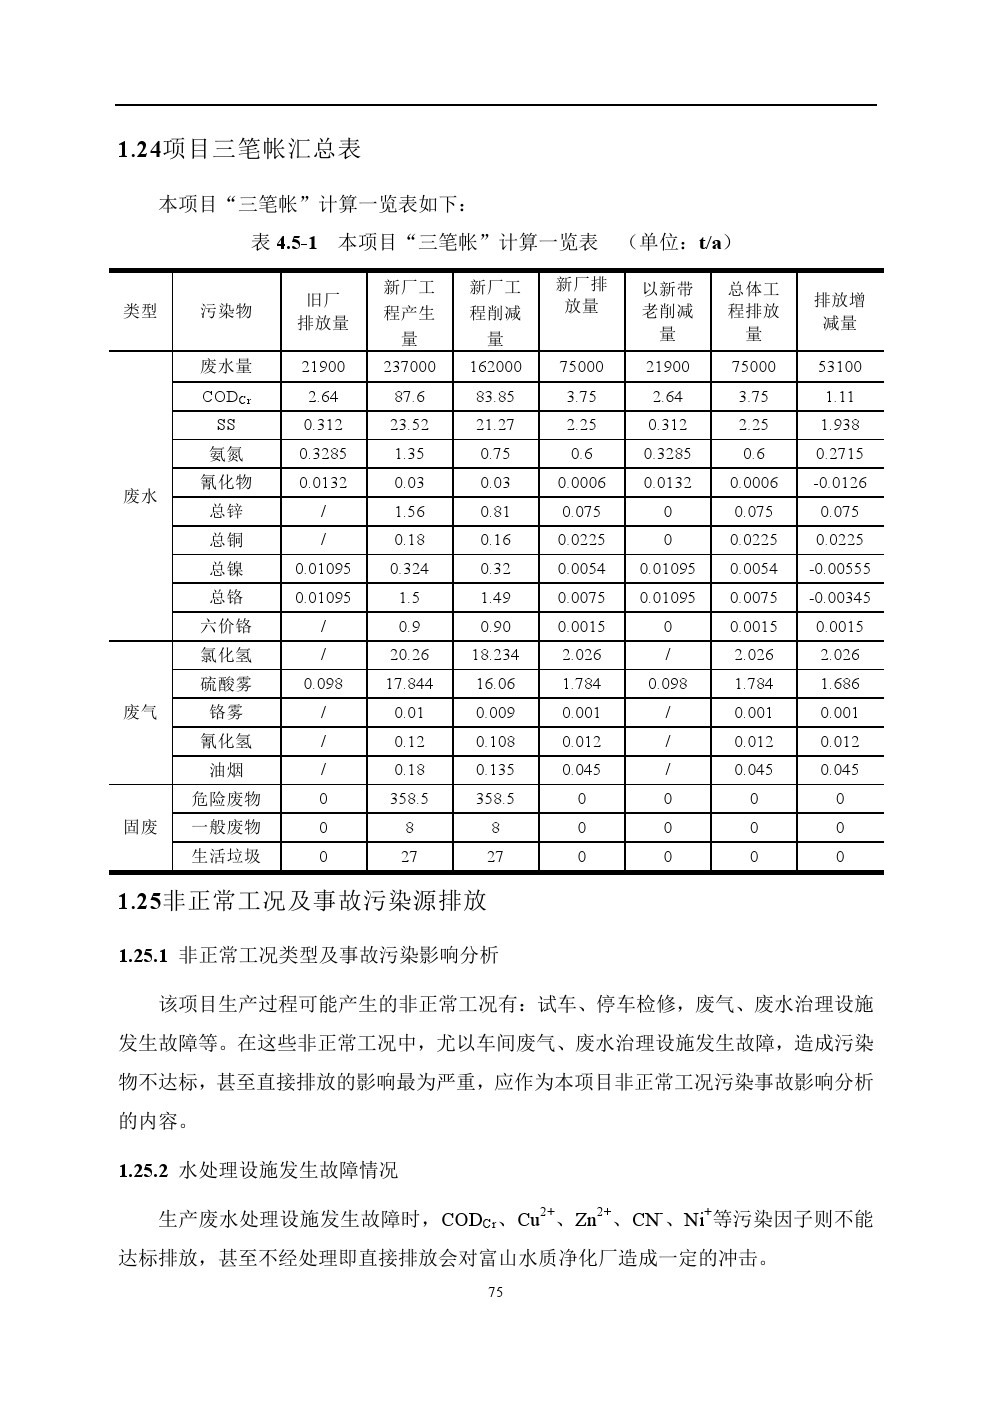 1.24项目三笔帐汇总表
本项目“三笔帐”计算一览表如下：
表 4.5-1 本项目“三笔帐”计算一览表 （单位：t/a）
类型 污染物 旧厂排放量 新厂工程产生量 新厂工程削减量 新厂排放量 以新带老削减量 总体工程排放量 排放增减量
废水 废水量 21900 237000 162000 75000 21900 75000 53100
CODCr 2.64 87.6 83.85 3.75 2.64 3.75 1.11
SS 0.312 23.52 21.27 2.25 0.312 2.25 1.938
氨氮 0.3285 1.35 0.75 0.6 0.3285 0.6 0.2715
氰化物 0.0132 0.03 0.03 0.0006 0.0132 0.0006 -0.0126
总锌 / 1.56 0.81 0.075 0 0.075 0.075
总铜 / 0.18 0.16 0.0225 0 0.0225 0.0225
总镍 0.01095 0.324 0.32 0.0054 0.01095 0.0054 -0.00555
总铬 0.01095 1.5 1.49 0.0075 0.01095 0.0075 -0.00345
六价铬 / 0.9 0.90 0.0015 0 0.0015 0.0015
废气 氯化氢 / 20.26 18.234 2.026 / 2.026 2.026
硫酸雾 0.098 17.844 16.06 1.784 0.098 1.784 1.686
铬雾 / 0.01 0.009 0.001 / 0.001 0.001
氰化氢 / 0.12 0.108 0.012 / 0.012 0.012
油烟 / 0.18 0.135 0.045 / 0.045 0.045
固废 危险废物 0 358.5 358.5 0 0 0 0
一般废物 0 8 8 0 0 0 0
生活垃圾 0 27 27 0 0 0 0
1.25非正常工况及事故污染源排放
1.25.1 非正常工况类型及事故污染影响分析
该项目生产过程可能产生的非正常工况有：试车、停车检修，废气、废水治理设施
发生故障等。在这些非正常工况中，尤以车间废气、废水治理设施发生故障，造成污染
物不达标，甚至直接排放的影响最为严重，应作为本项目非正常工况污染事故影响分析
的内容。
1.25.2 水处理设施发生故障情况
生产废水处理设施发生故障时，CODCr、Cu²⁺、Zn²⁺、CN⁻、Ni⁺等污染因子则不能
达标排放，甚至不经处理即直接排放会对富山水质净化厂造成一定的冲击。
75